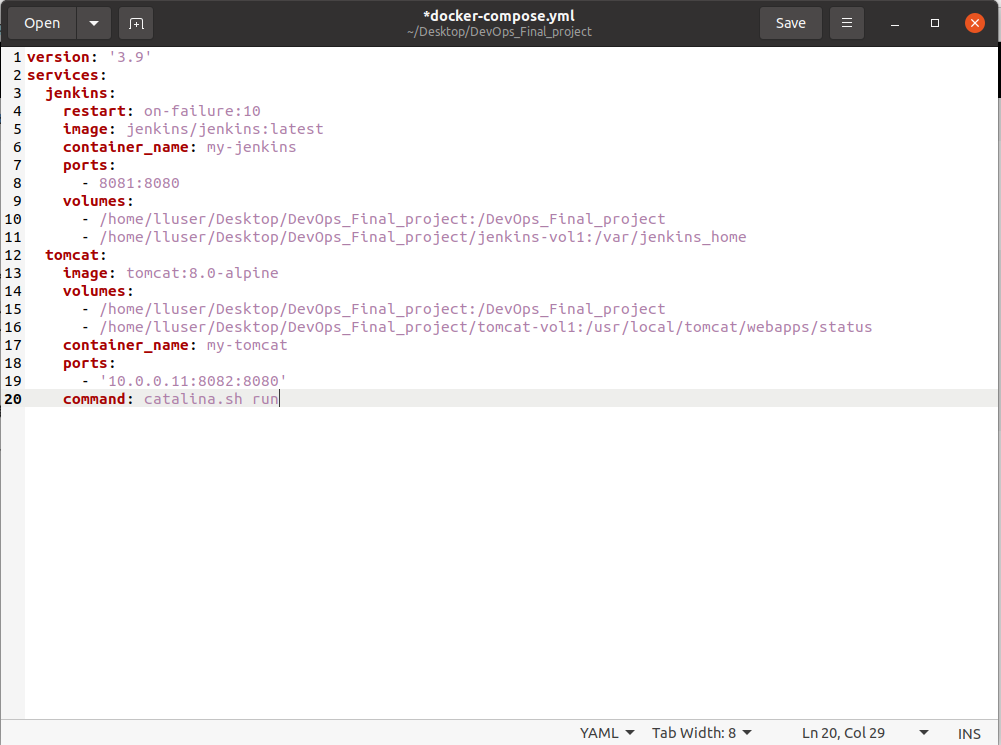 Open
*docker-compose.yml
~/Desktop/DevOps_Final_project
Save
1 version: '3.9'
2 services:
3   jenkins:
4     restart: on-failure:10
5     image: jenkins/jenkins:latest
6     container_name: my-jenkins
7     ports:
8       - 8081:8080
9     volumes:
10       - /home/lluser/Desktop/DevOps_Final_project:/DevOps_Final_project
11       - /home/lluser/Desktop/DevOps_Final_project/jenkins-vol1:/var/jenkins_home
12   tomcat:
13     image: tomcat:8.0-alpine
14     volumes:
15       - /home/lluser/Desktop/DevOps_Final_project:/DevOps_Final_project
16       - /home/lluser/Desktop/DevOps_Final_project/tomcat-vol1:/usr/local/tomcat/webapps/status
17     container_name: my-tomcat
18     ports:
19       - '10.0.0.11:8082:8080'
20     command: catalina.sh run
YAML Tab Width: 8 Ln 20, Col 29 INS